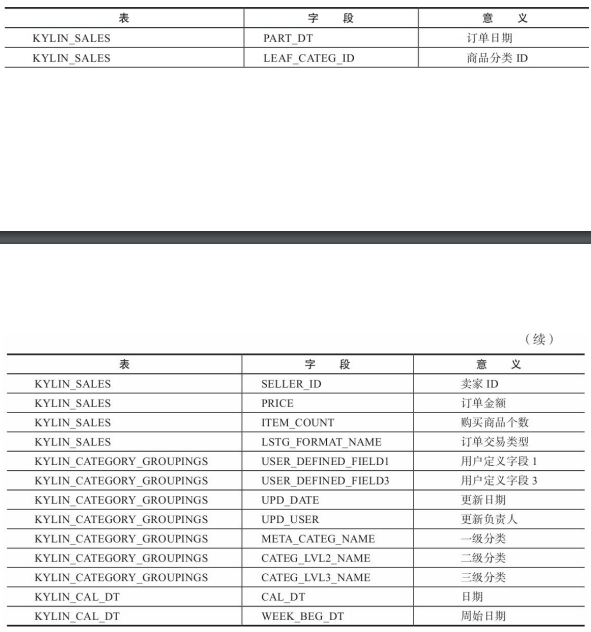 表 字段 意义
KYLIN_SALES PART_DT 订单日期
KYLIN_SALES LEAF_CATEG_ID 商品分类 ID
（续）
表 字段 意义
KYLIN_SALES SELLER_ID 卖家 ID
KYLIN_SALES PRICE 订单金额
KYLIN_SALES ITEM_COUNT 购买商品个数
KYLIN_SALES LSTG_FORMAT_NAME 订单交易类型
KYLIN_CATEGORY_GROUPINGS USER_DEFINED_FIELD1 用户定义字段 1
KYLIN_CATEGORY_GROUPINGS USER_DEFINED_FIELD3 用户定义字段 3
KYLIN_CATEGORY_GROUPINGS UPD_DATE 更新日期
KYLIN_CATEGORY_GROUPINGS UPD_USER 更新负责人
KYLIN_CATEGORY_GROUPINGS META_CATEG_NAME 一级分类
KYLIN_CATEGORY_GROUPINGS CATEG_LVL2_NAME 二级分类
KYLIN_CATEGORY_GROUPINGS CATEG_LVL3_NAME 三级分类
KYLIN_CAL_DT CAL_DT 日期
KYLIN_CAL_DT WEEK_BEG_DT 周始日期